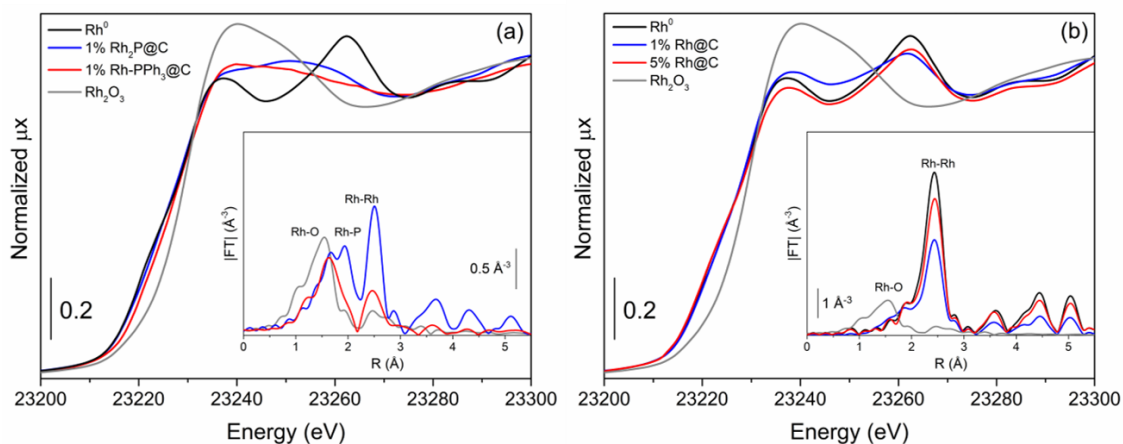 (a)
Rh⁰
1% Rh₂P@C
1% Rh-PPh₃@C
Rh₂O₃
Normalized μx
0.2
|FT| (Å⁻³)
Rh-O
Rh-P
Rh-Rh
0.5 Å⁻³
0 1 2 3 4 5
R (Å)
23200 23220 23240 23260 23280 23300
Energy (eV)
(b)
Rh⁰
1% Rh@C
5% Rh@C
Rh₂O₃
Normalized μx
0.2
|FT| (Å⁻³)
Rh-Rh
Rh-O
1 Å⁻³
0 1 2 3 4 5
R (Å)
23200 23220 23240 23260 23280 23300
Energy (eV)